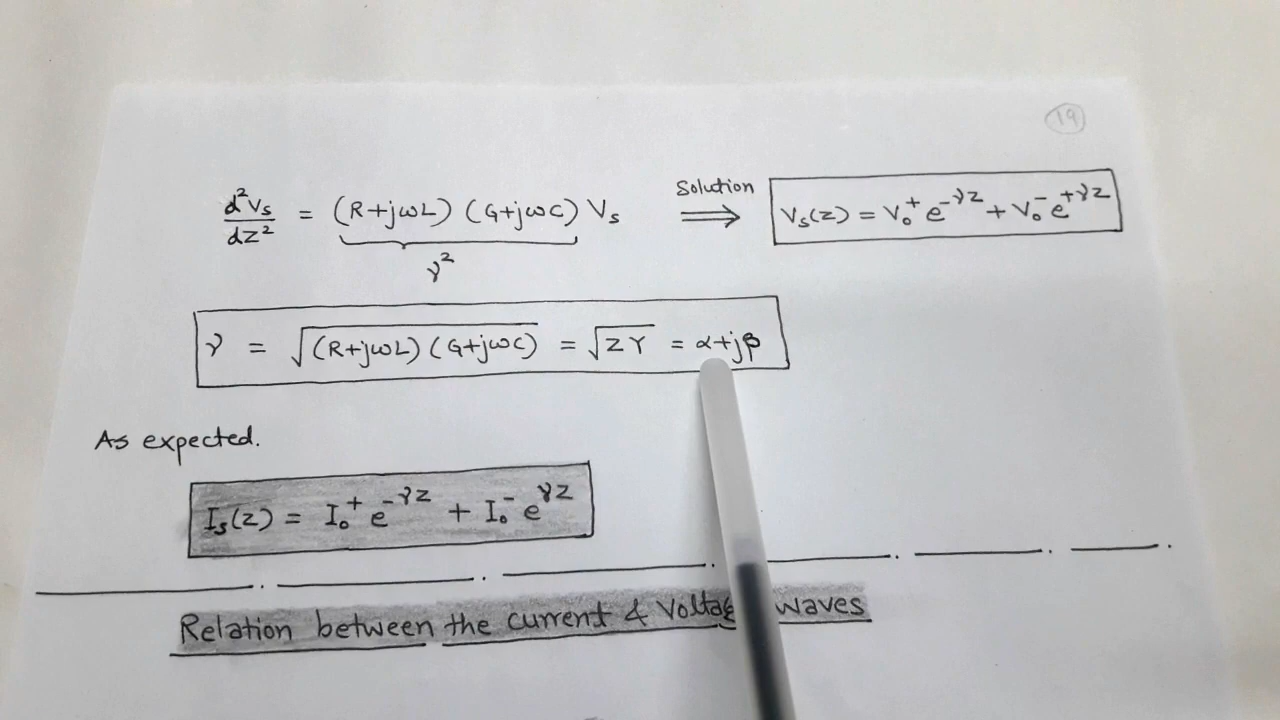 19
d²Vs/dz² = (R+jωL) (G+jωC) Vs Solution ⟹ Vs(z) = V₀⁺ e^{-γz} + V₀⁻ e^{+γz}
γ²
γ = √(R+jωL)(G+jωC) = √ZY = α+jβ
As expected.
Is(z) = I₀⁺ e^{-γz} + I₀⁻ e^{γz}
Relation between the current & Voltage waves